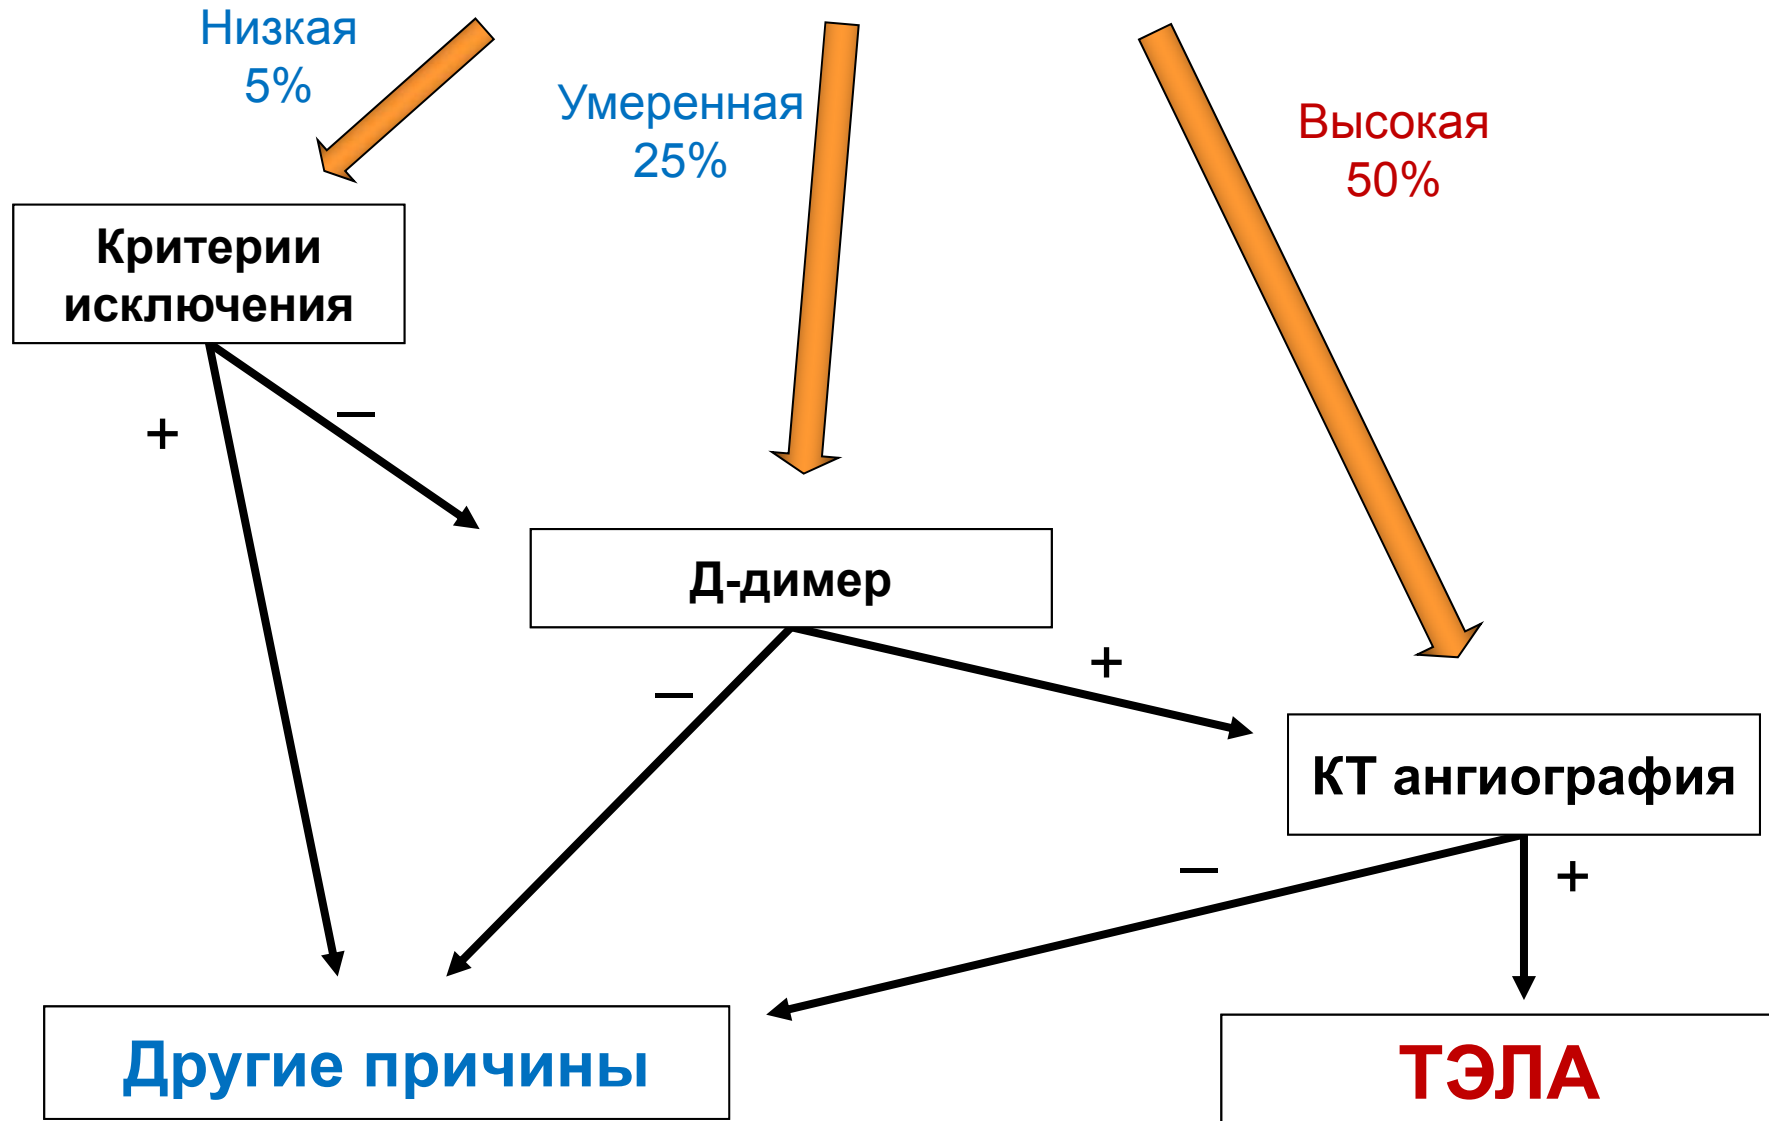 Низкая
5%
Умеренная
25%
Высокая
50%
Критерии
исключения
+
–
Д-димер
–
+
КТ ангиография
–
+
Другие причины
ТЭЛА